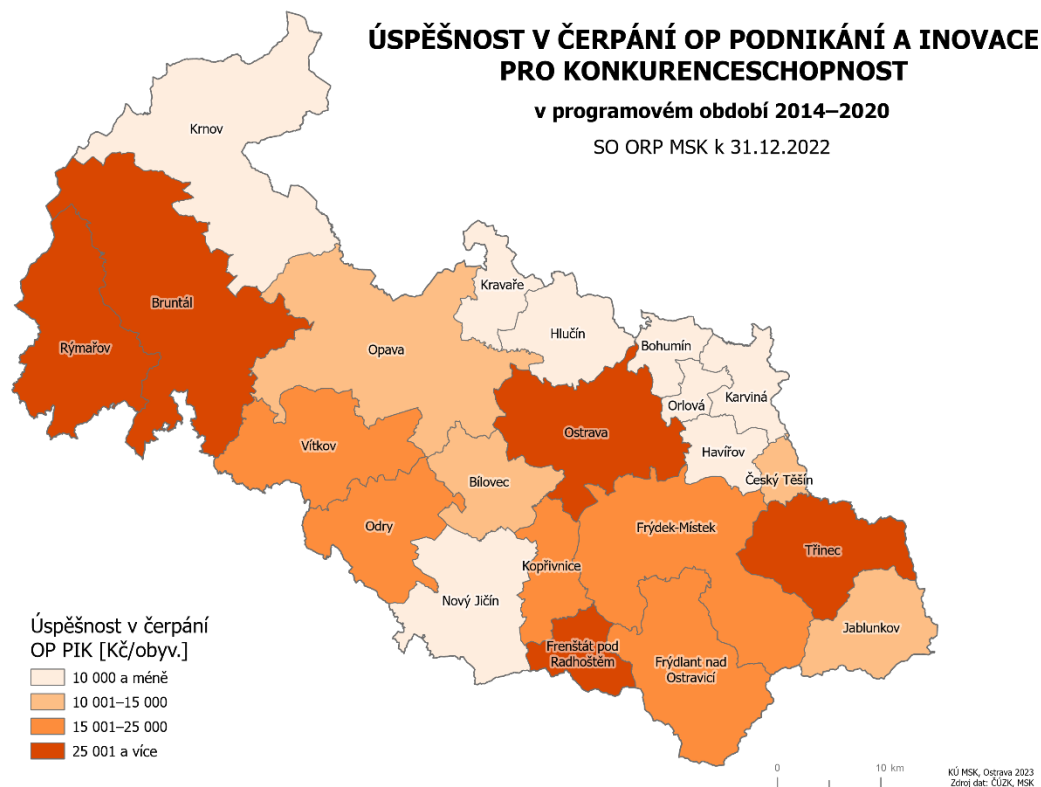 ÚSPĚŠNOST V ČERPÁNÍ OP PODNIKÁNÍ A INOVACE
PRO KONKURENCESCHOPNOST
v programovém období 2014–2020
SO ORP MSK k 31.12.2022
Krnov
Bruntál
Rýmařov
Kravaře
Hlučín
Bohumín
Opava
Karviná
Orlová
Ostrava
Vítkov
Havířov
Bílovec
Český Těšín
Odry
Frýdek-Místek
Třinec
Kopřivnice
Nový Jičín
Jablunkov
Frenštát pod
Radhoštěm
Frýdlant nad
Ostravicí
Úspěšnost v čerpání
OP PIK [Kč/obyv.]
10 000 a méně
10 001–15 000
15 001–25 000
25 001 a více
0 10 km
KÚ MSK, Ostrava 2023
Zdroj dat: ČÚZK, MSK